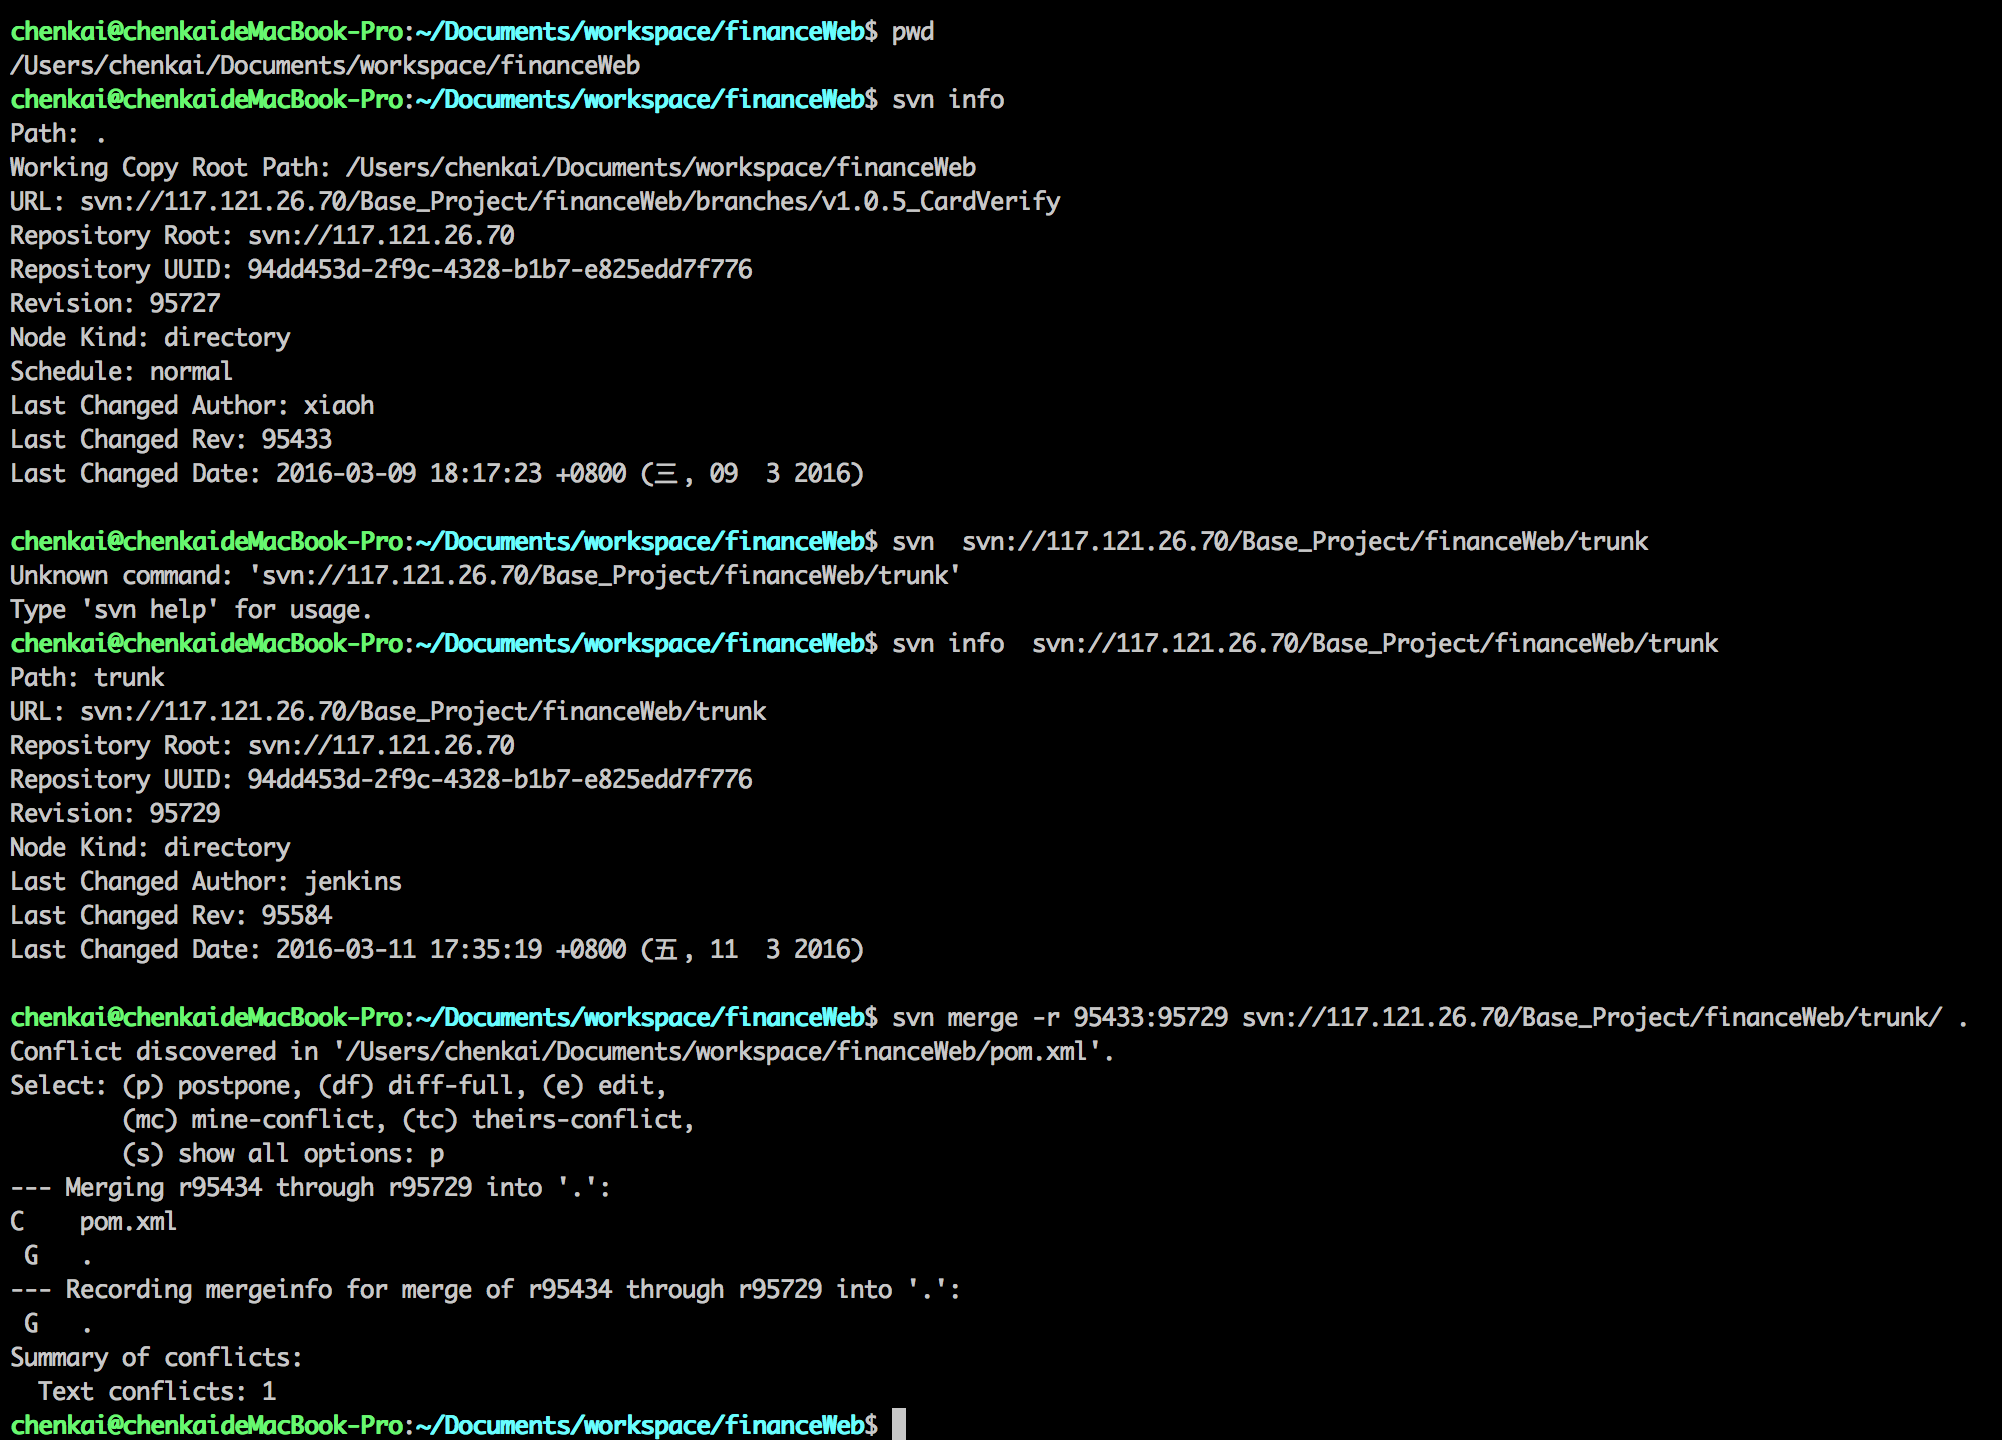 chenkai@chenkaideMacBook-Pro:~/Documents/workspace/financeWeb$ pwd
/Users/chenkai/Documents/workspace/financeWeb
chenkai@chenkaideMacBook-Pro:~/Documents/workspace/financeWeb$ svn info
Path: .
Working Copy Root Path: /Users/chenkai/Documents/workspace/financeWeb
URL: svn://117.121.26.70/Base_Project/financeWeb/branches/v1.0.5_CardVerify
Repository Root: svn://117.121.26.70
Repository UUID: 94dd453d-2f9c-4328-b1b7-e825edd7f776
Revision: 95727
Node Kind: directory
Schedule: normal
Last Changed Author: xiaoh
Last Changed Rev: 95433
Last Changed Date: 2016-03-09 18:17:23 +0800 (三, 09  3 2016)

chenkai@chenkaideMacBook-Pro:~/Documents/workspace/financeWeb$ svn  svn://117.121.26.70/Base_Project/financeWeb/trunk
Unknown command: 'svn://117.121.26.70/Base_Project/financeWeb/trunk'
Type 'svn help' for usage.
chenkai@chenkaideMacBook-Pro:~/Documents/workspace/financeWeb$ svn info  svn://117.121.26.70/Base_Project/financeWeb/trunk
Path: trunk
URL: svn://117.121.26.70/Base_Project/financeWeb/trunk
Repository Root: svn://117.121.26.70
Repository UUID: 94dd453d-2f9c-4328-b1b7-e825edd7f776
Revision: 95729
Node Kind: directory
Last Changed Author: jenkins
Last Changed Rev: 95584
Last Changed Date: 2016-03-11 17:35:19 +0800 (五, 11  3 2016)

chenkai@chenkaideMacBook-Pro:~/Documents/workspace/financeWeb$ svn merge -r 95433:95729 svn://117.121.26.70/Base_Project/financeWeb/trunk/ .
Conflict discovered in '/Users/chenkai/Documents/workspace/financeWeb/pom.xml'.
Select: (p) postpone, (df) diff-full, (e) edit,
        (mc) mine-conflict, (tc) theirs-conflict,
        (s) show all options: p
--- Merging r95434 through r95729 into '.':
C    pom.xml
 G   .
--- Recording mergeinfo for merge of r95434 through r95729 into '.':
 G   .
Summary of conflicts:
  Text conflicts: 1
chenkai@chenkaideMacBook-Pro:~/Documents/workspace/financeWeb$